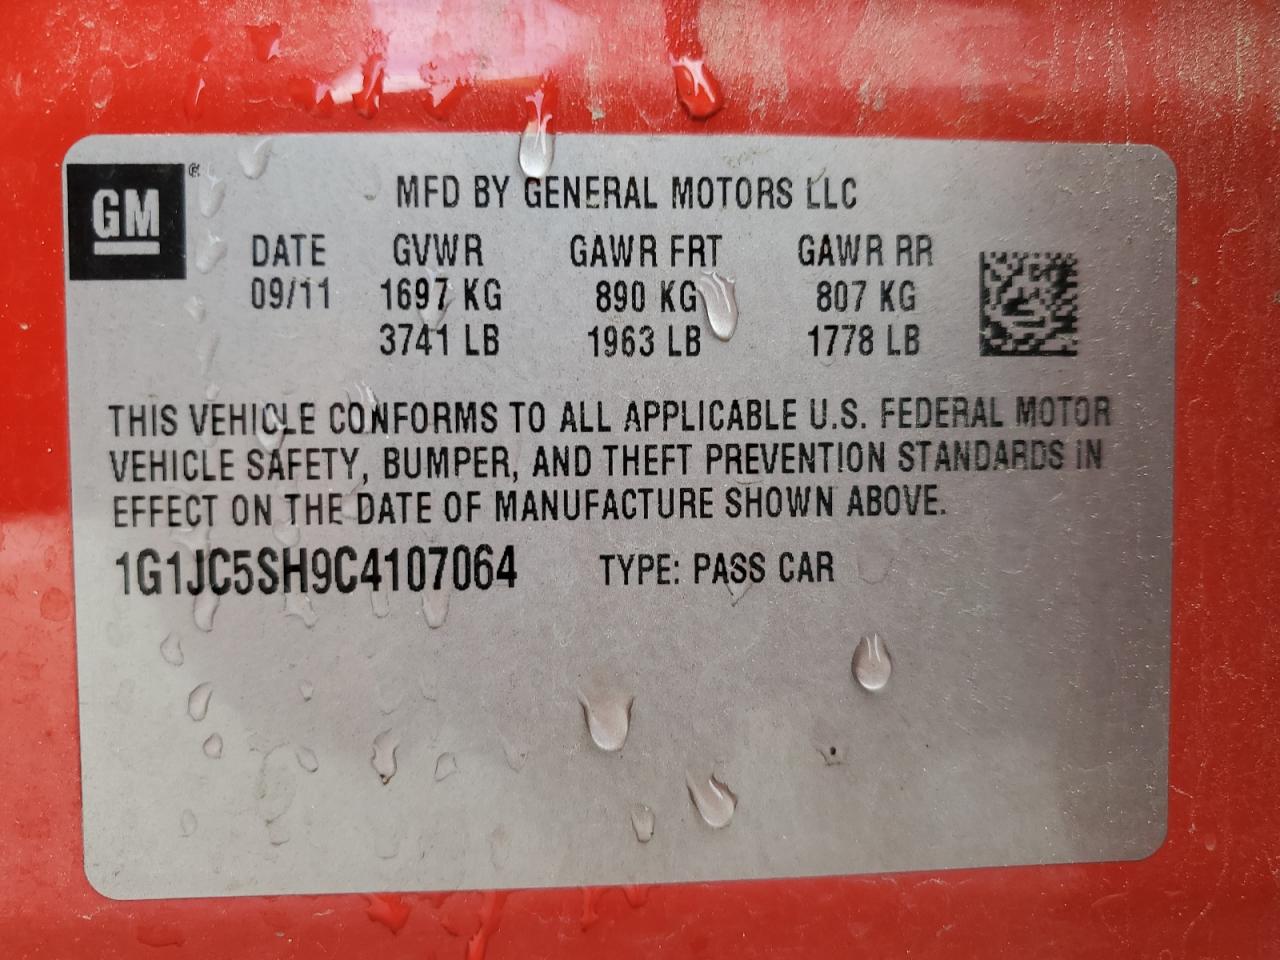 GM®
MFD BY GENERAL MOTORS LLC
DATE GVWR GAWR FRT GAWR RR
09/11 1697 KG 890 KG 807 KG
3741 LB 1963 LB 1778 LB
THIS VEHICLE CONFORMS TO ALL APPLICABLE U.S. FEDERAL MOTOR
VEHICLE SAFETY, BUMPER, AND THEFT PREVENTION STANDARDS IN
EFFECT ON THE DATE OF MANUFACTURE SHOWN ABOVE.
1G1JC5SH9C4107064 TYPE: PASS CAR